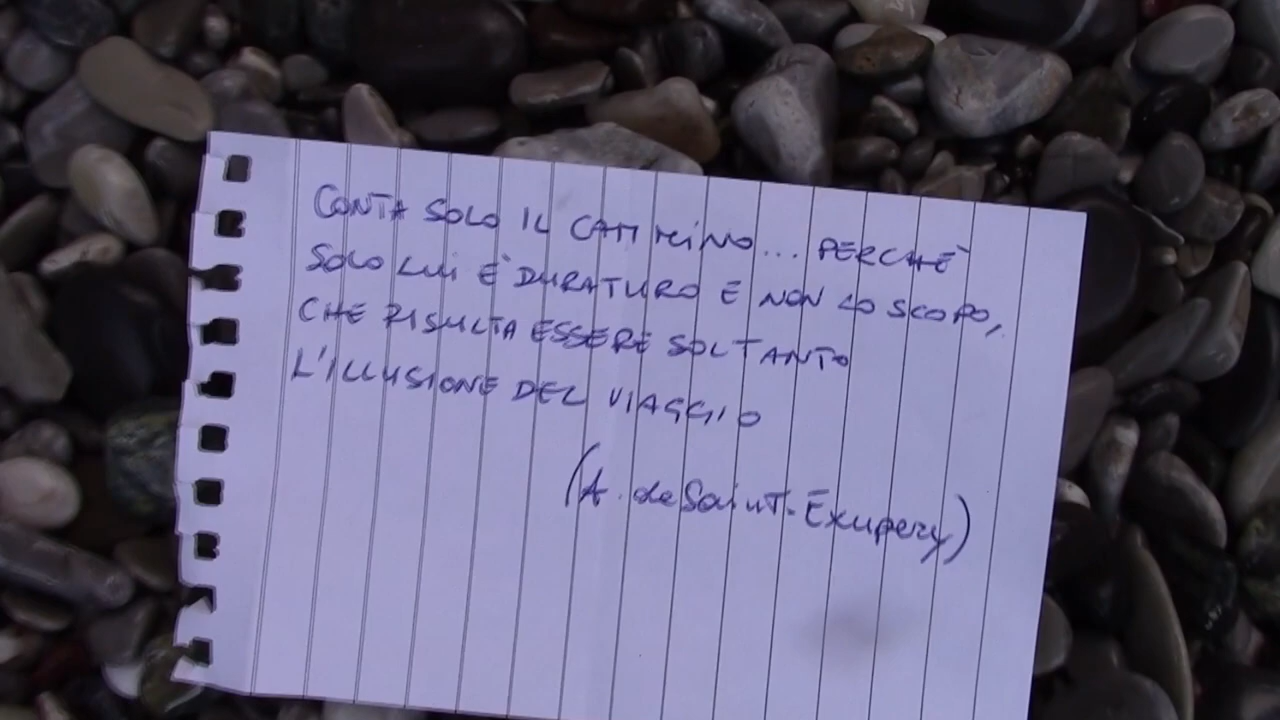 CONTA SOLO IL CAMMINO... PERCHÈ
SOLO LUI È DURATURO E NON LO SCOPO,
CHE RISULTA ESSERE SOLTANTO
L'ILLUSIONE DEL VIAGGIO
(A. de Saint-Exupery)